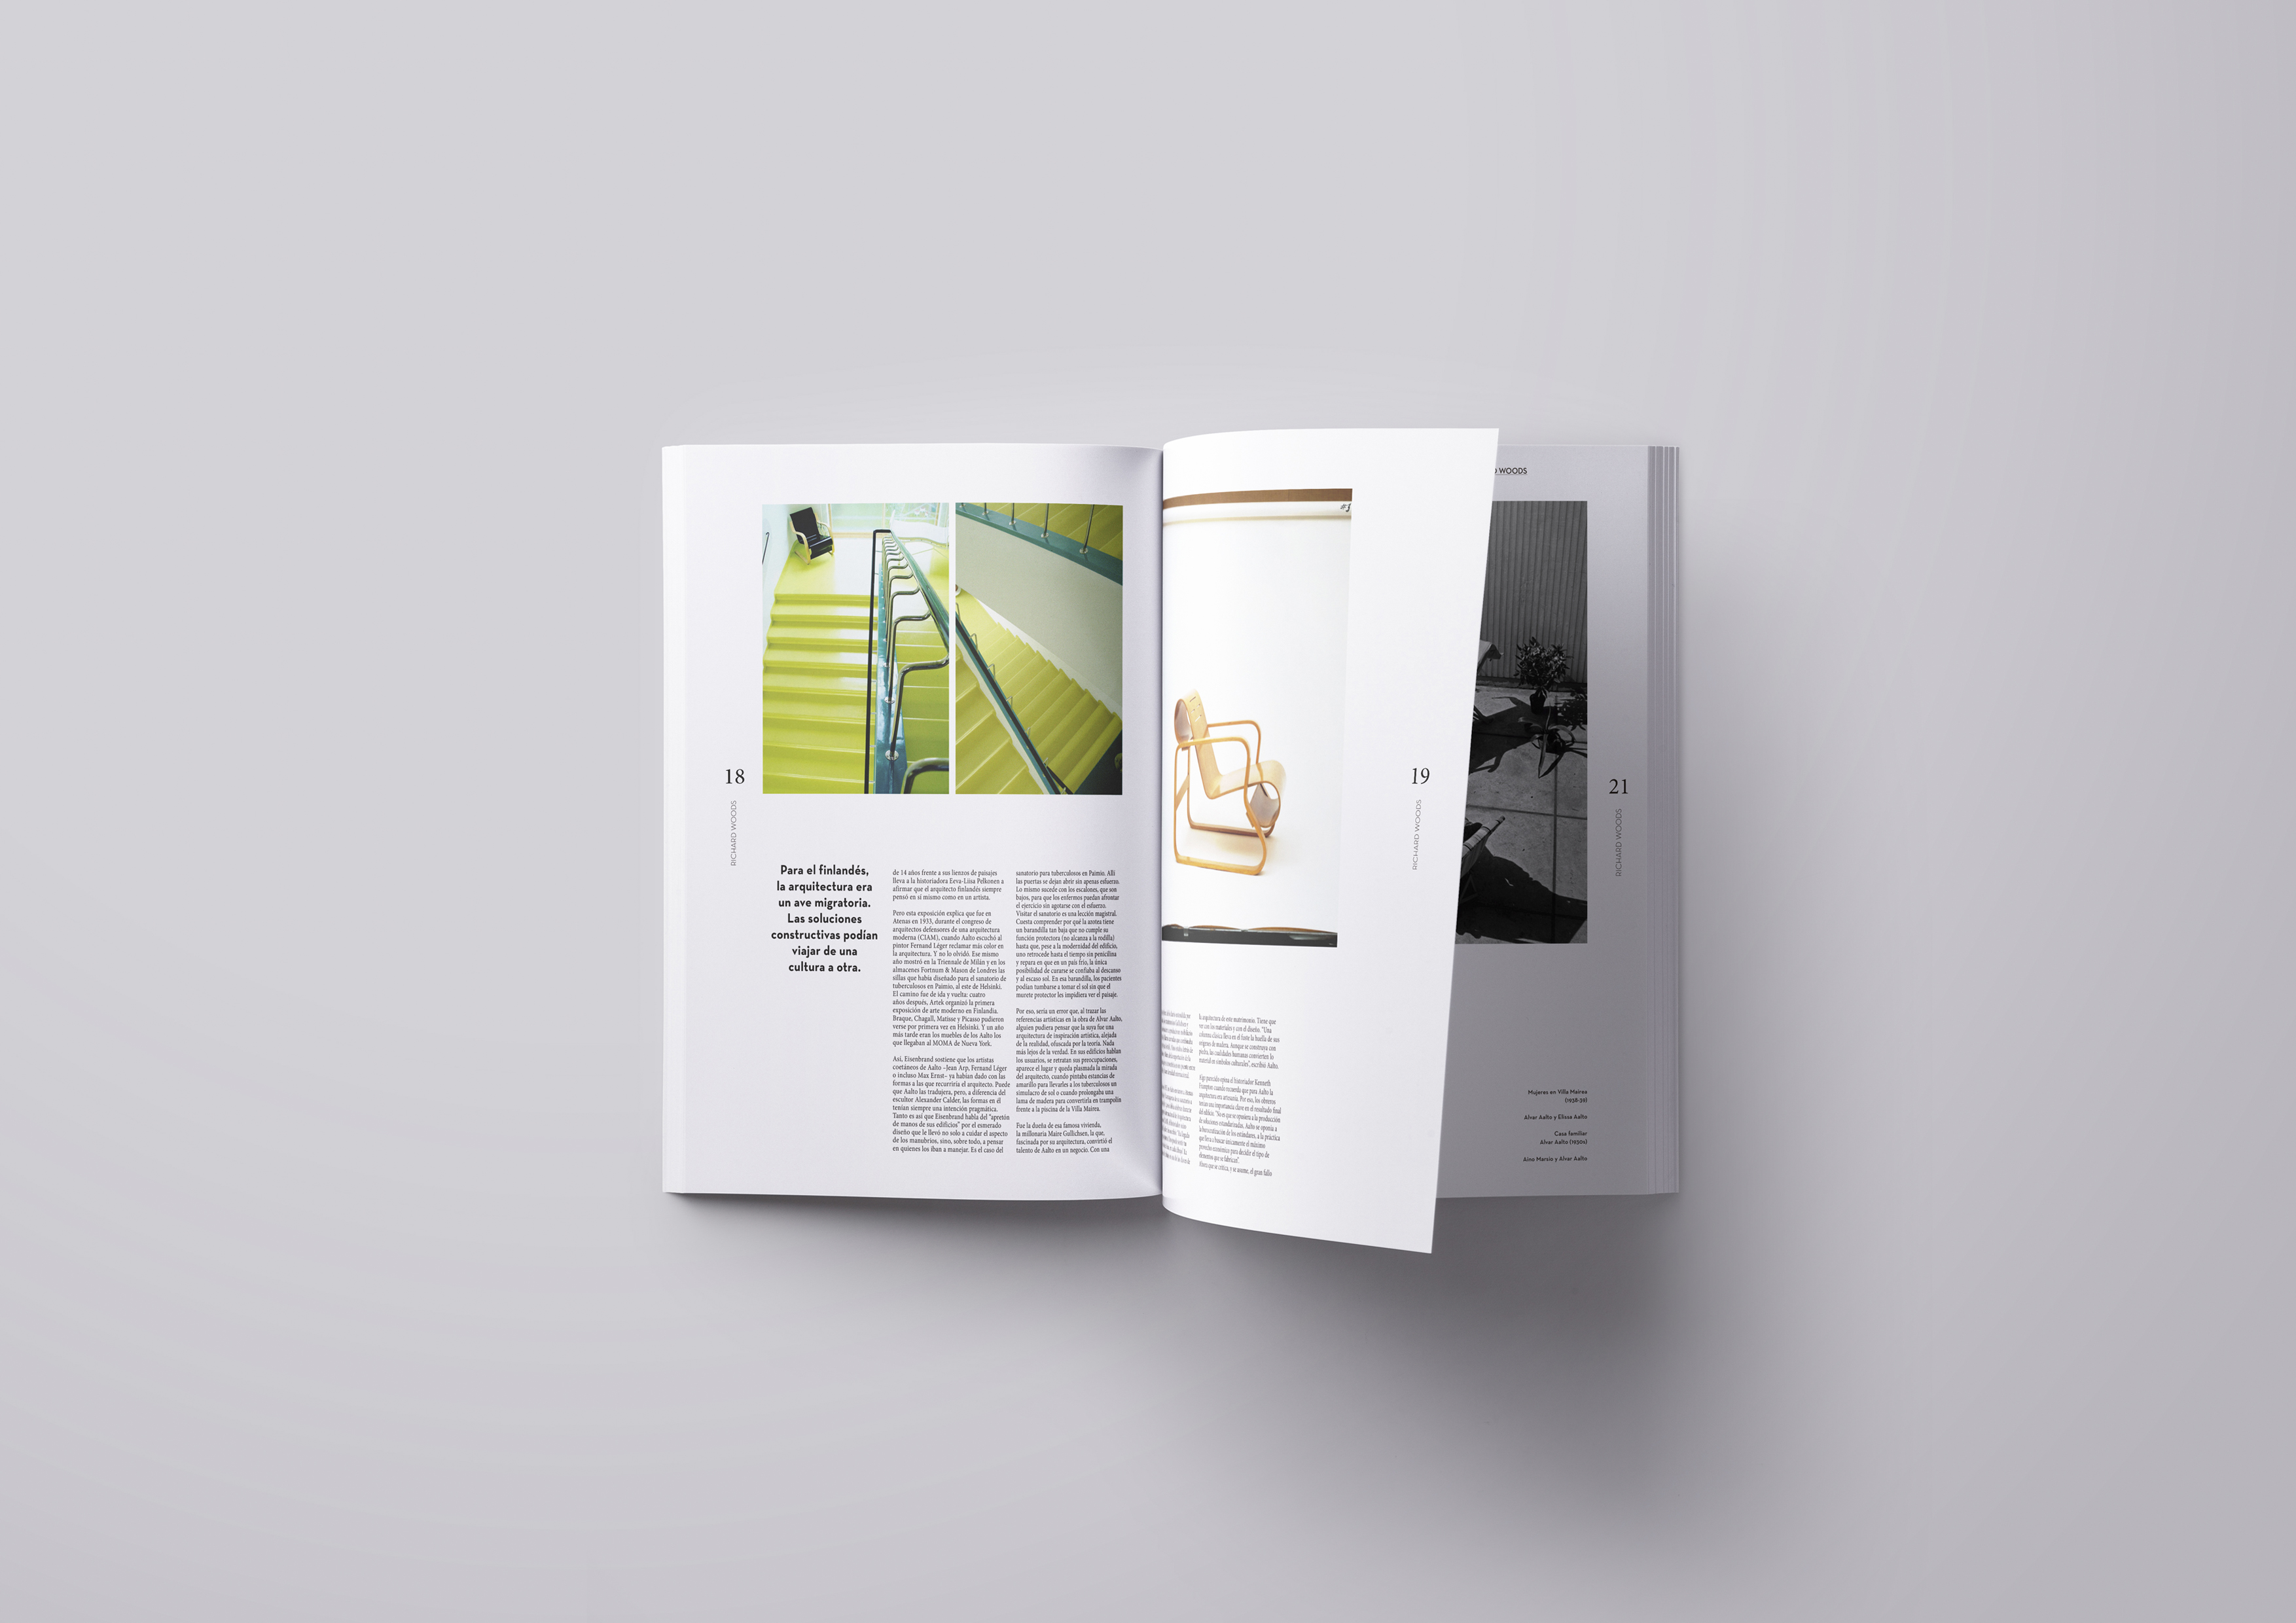 18
RICHARD WOODS
Para el finlandés,
la arquitectura era
un ave migratoria.
Las soluciones
constructivas podían
viajar de una
cultura a otra.
de 14 años frente a sus lienzos de paisajes
lleva a la historiadora Eeva-Liisa Pelkonen a
afirmar que el arquitecto finlandés siempre
pensó en sí mismo como en un artista.
Pero esta exposición explica que fue en
Atenas en 1933, durante el congreso de
arquitectos defensores de una arquitectura
moderna (CIAM), cuando Aalto escuchó al
pintor Fernand Léger reclamar más color en
la arquitectura. Y no lo olvidó. Ese mismo
año mostró en la Triennale de Milán y en los
almacenes Fortnum & Mason de Londres las
sillas que había diseñado para el sanatorio de
tuberculosos en Paimio, al este de Helsinki.
El camino fue de ida y vuelta: cuatro
años después, Artek organizó la primera
exposición de arte moderno en Finlandia.
Braque, Chagall, Matisse y Picasso pudieron
verse por primera vez en Helsinki. Y un año
más tarde eran los muebles de los Aalto los
que llegaban al MOMA de Nueva York.
Así, Eisenbrand sostiene que los artistas
coetáneos de Aalto –Jean Arp, Fernand Léger
o incluso Max Ernst– ya habían dado con las
formas a las que recurriría el arquitecto. Puede
que Aalto las tradujera, pero, a diferencia del
escultor Alexander Calder, las formas en él
tenían siempre una intención pragmática.
Tanto es así que Eisenbrand habla del “apretón
de manos de sus edificios” por el esmerado
diseño que le llevó no solo a cuidar el aspecto
de los manubrios, sino, sobre todo, a pensar
en quienes los iban a manejar. Es el caso del
sanatorio para tuberculosos en Paimio. Allí
las puertas se dejan abrir sin apenas esfuerzo.
Lo mismo sucede con los escalones, que son
bajos, para que los enfermos puedan afrontar
el ejercicio sin agotarse con el esfuerzo.
Visitar el sanatorio es una lección magistral.
Cuesta comprender por qué la azotea tiene
un barandilla tan baja que no cumple su
función protectora (no alcanza a la rodilla)
hasta que, pese a la modernidad del edificio,
uno retrocede hasta el tiempo sin penicilina
y repara en que en un país frío, la única
posibilidad de curarse se confiaba al descanso
y al escaso sol. En esa barandilla, los pacientes
podían tumbarse a tomar el sol sin que el
murete protector les impidiera ver el paisaje.
Por eso, sería un error que, al trazar las
referencias artísticas en la obra de Alvar Aalto,
alguien pudiera pensar que la suya fue una
arquitectura de inspiración artística, alejada
de la realidad, ofuscada por la teoría. Nada
más lejos de la verdad. En sus edificios hablan
los usuarios, se retratan sus preocupaciones,
aparece el lugar y queda plasmada la mirada
del arquitecto, cuando pintaba estancias de
amarillo para llevarles a los tuberculosos un
simulacro de sol o cuando prolongaba una
lama de madera para convertirla en trampolín
frente a la piscina de la Villa Mairea.
Fue la dueña de esa famosa vivienda,
la millonaria Maire Gullichsen, la que,
fascinada por su arquitectura, convirtió el
talento de Aalto en un negocio. Con una
19
RICHARD WOODS
la arquitectura de este matrimonio. Tiene que
ver con los materiales y con el diseño. “Una
columna clásica lleva en el fuste la huella de sus
orígenes de madera. Aunque se construya con
piedra, las cualidades humanas convierten lo
material en símbolos culturales”, escribió Aalto.
Algo parecido opina el historiador Kenneth
Frampton cuando recuerda que para Aalto la
arquitectura era artesanía. Por eso, los obreros
tenían una importancia clave en el resultado final
del edificio. “No es que se opusiera a la producción
de soluciones estandarizadas. Aalto se oponía a
la burocratización de los estándares, a la práctica
que lleva a buscar únicamente el máximo
provecho económico para decidir el tipo de
elementos que se fabrican”.
Ahora que se critica, y se asume, el gran fallo
WOODS
21
RICHARD WOODS
Mujeres en Villa Mairea
(1938-39)
Alvar Aalto y Elissa Aalto
Casa familiar
Alvar Aalto (1930s)
Aino Marsio y Alvar Aalto